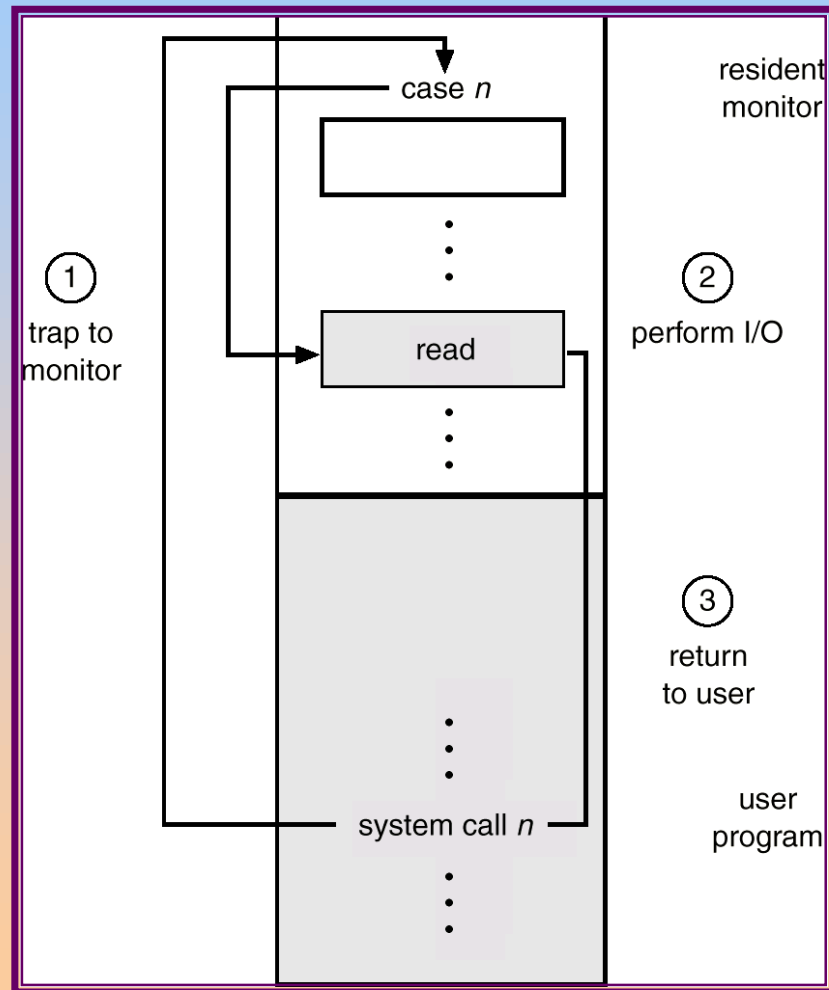 resident
monitor
case n
1
trap to
monitor
2
perform I/O
read
3
return
to user
system call n
user
program